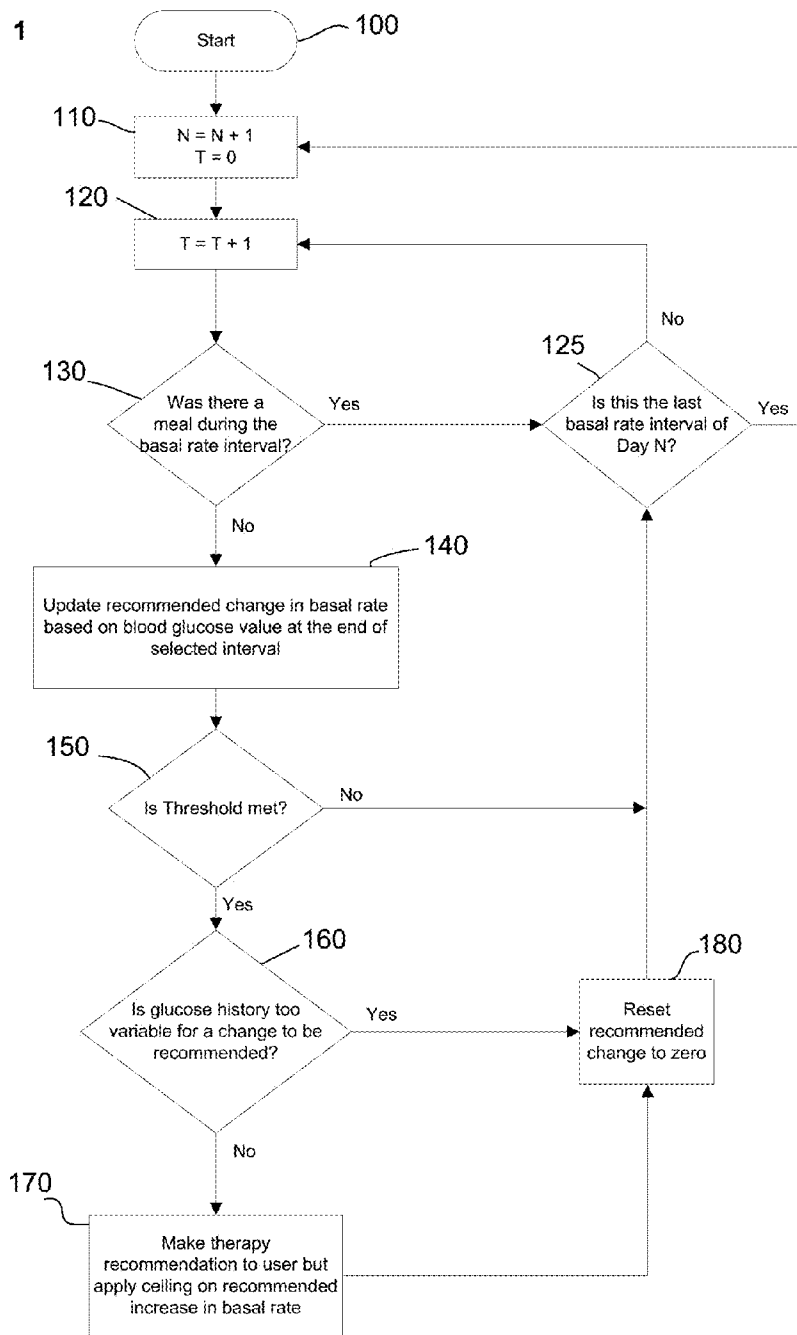 1
Start
100
110
N = N + 1
T = 0
120
T = T + 1
No
125
130
Was there a
meal during the
basal rate interval?
Yes
Is this the last
basal rate interval of
Day N?
Yes
No
140
Update recommended change in basal rate
based on blood glucose value at the end of
selected interval
150
Is Threshold met?
No
Yes
160
Is glucose history too
variable for a change to be
recommended?
Yes
180
Reset
recommended
change to zero
No
170
Make therapy
recommendation to user but
apply ceiling on recommended
increase in basal rate